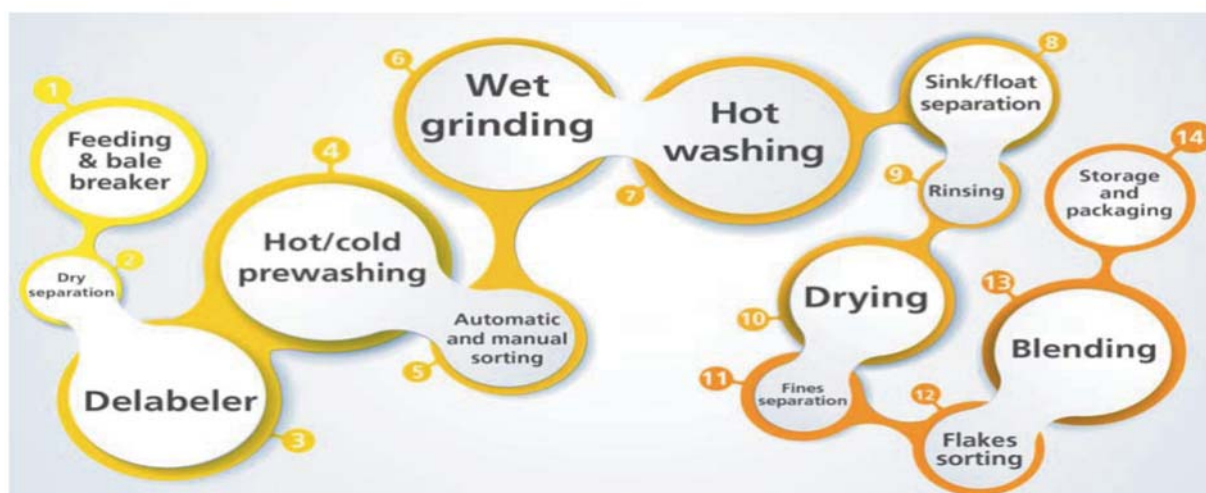 1
Feeding
& bale
breaker
2
Dry
separation
3
Delabeler
4
Hot/cold
prewashing
5
Automatic
and manual
sorting
6
Wet
grinding
7
Hot
washing
8
Sink/float
separation
9
Rinsing
10
Drying
11
Fines
separation
12
Flakes
sorting
13
Blending
14
Storage
and
packaging